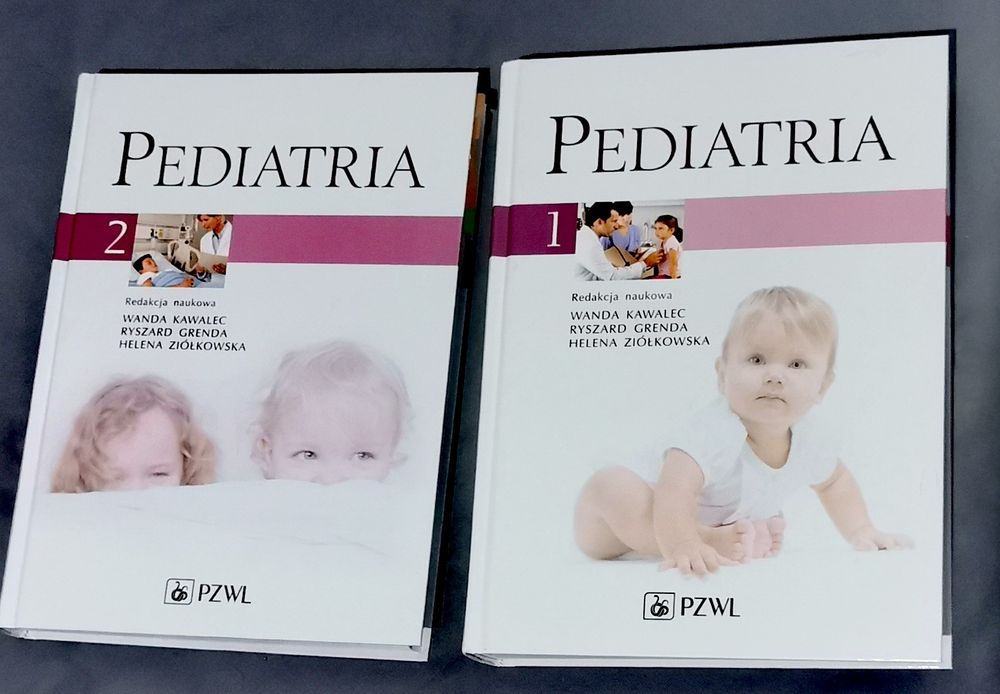 PEDIATRIA
2
Redakcja naukowa
WANDA KAWALEC
RYSZARD GRENDA
HELENA ZIÓŁKOWSKA
PZWL
PEDIATRIA
1
Redakcja naukowa
WANDA KAWALEC
RYSZARD GRENDA
HELENA ZIÓŁKOWSKA
PZWL